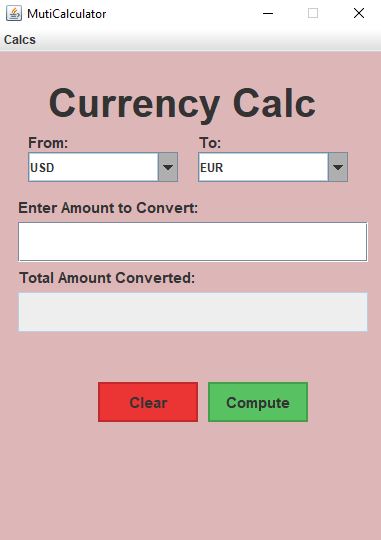 MutiCalculator
Calcs
Currency Calc
From: To:
USD EUR
Enter Amount to Convert:
Total Amount Converted:
Clear Compute